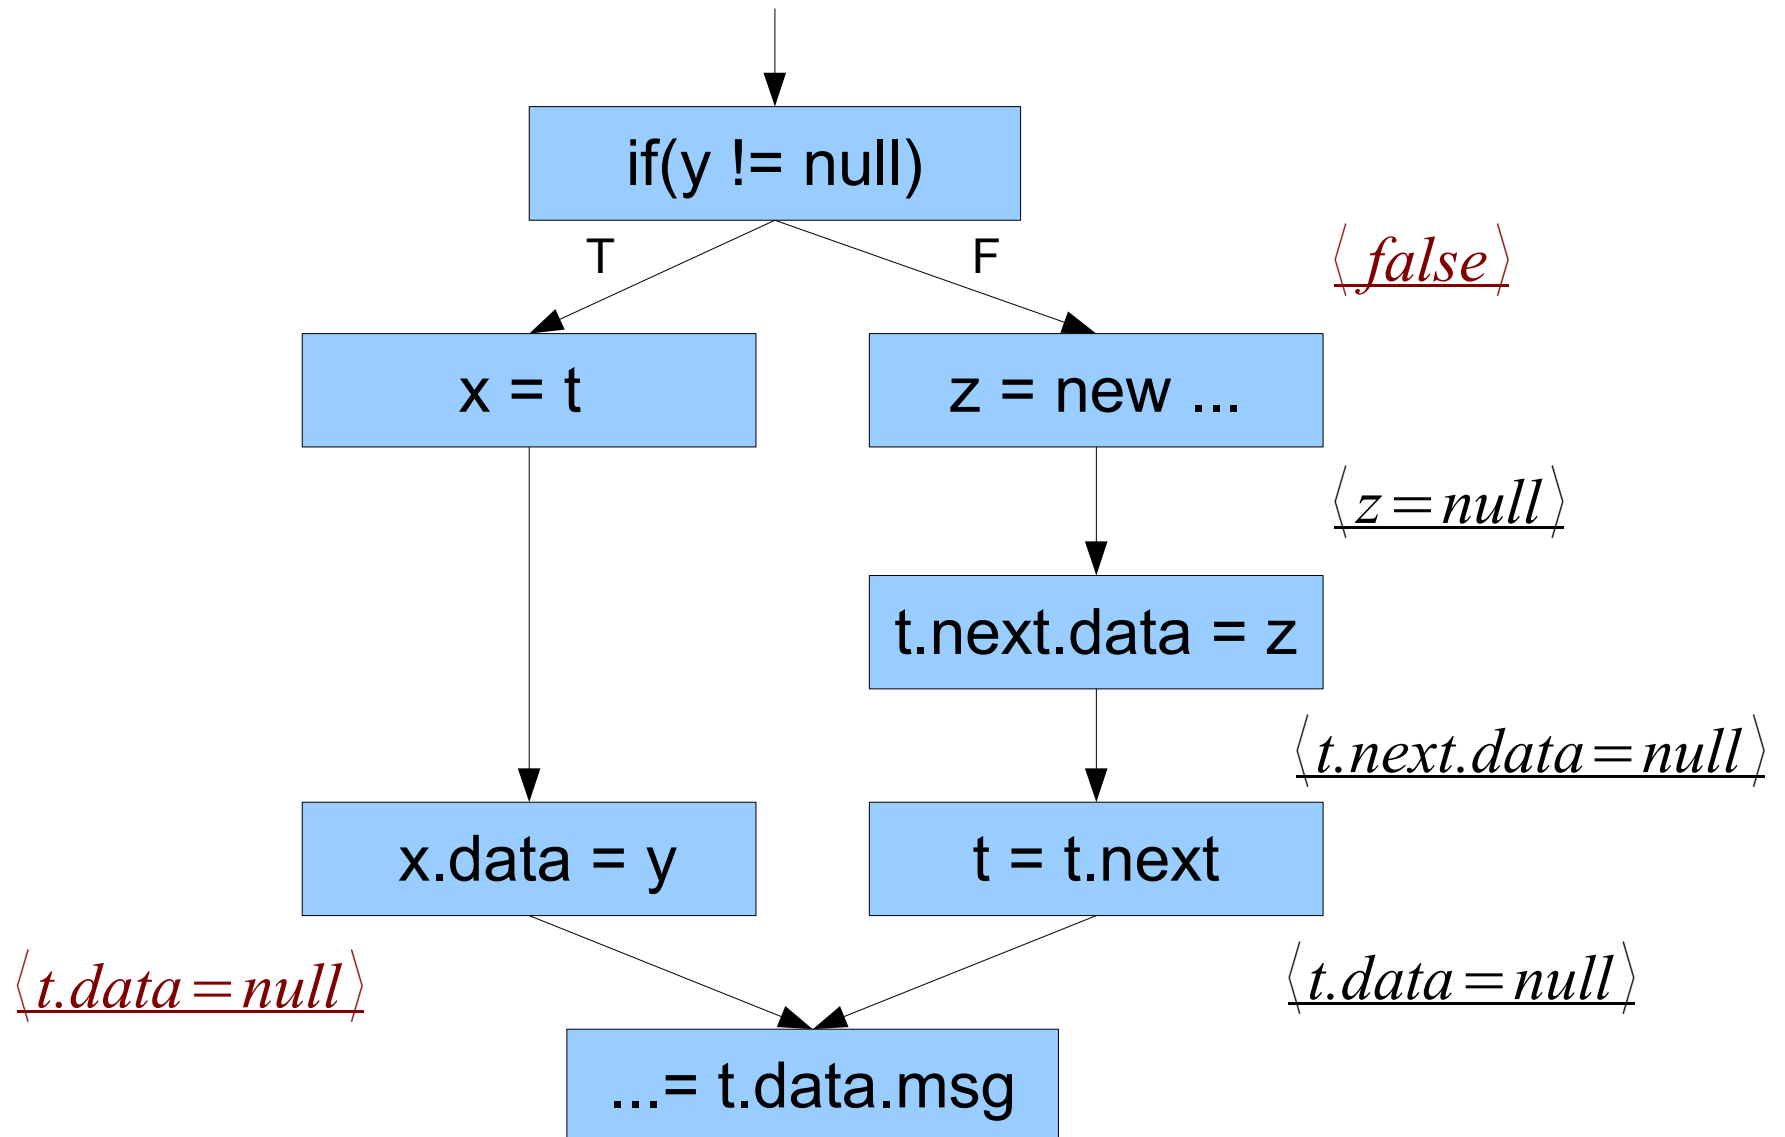 if(y != null)
T
F
⟨false⟩
x = t
z = new ...
⟨z=null⟩
t.next.data = z
⟨t.next.data=null⟩
x.data = y
t = t.next
⟨t.data=null⟩
⟨t.data=null⟩
...= t.data.msg